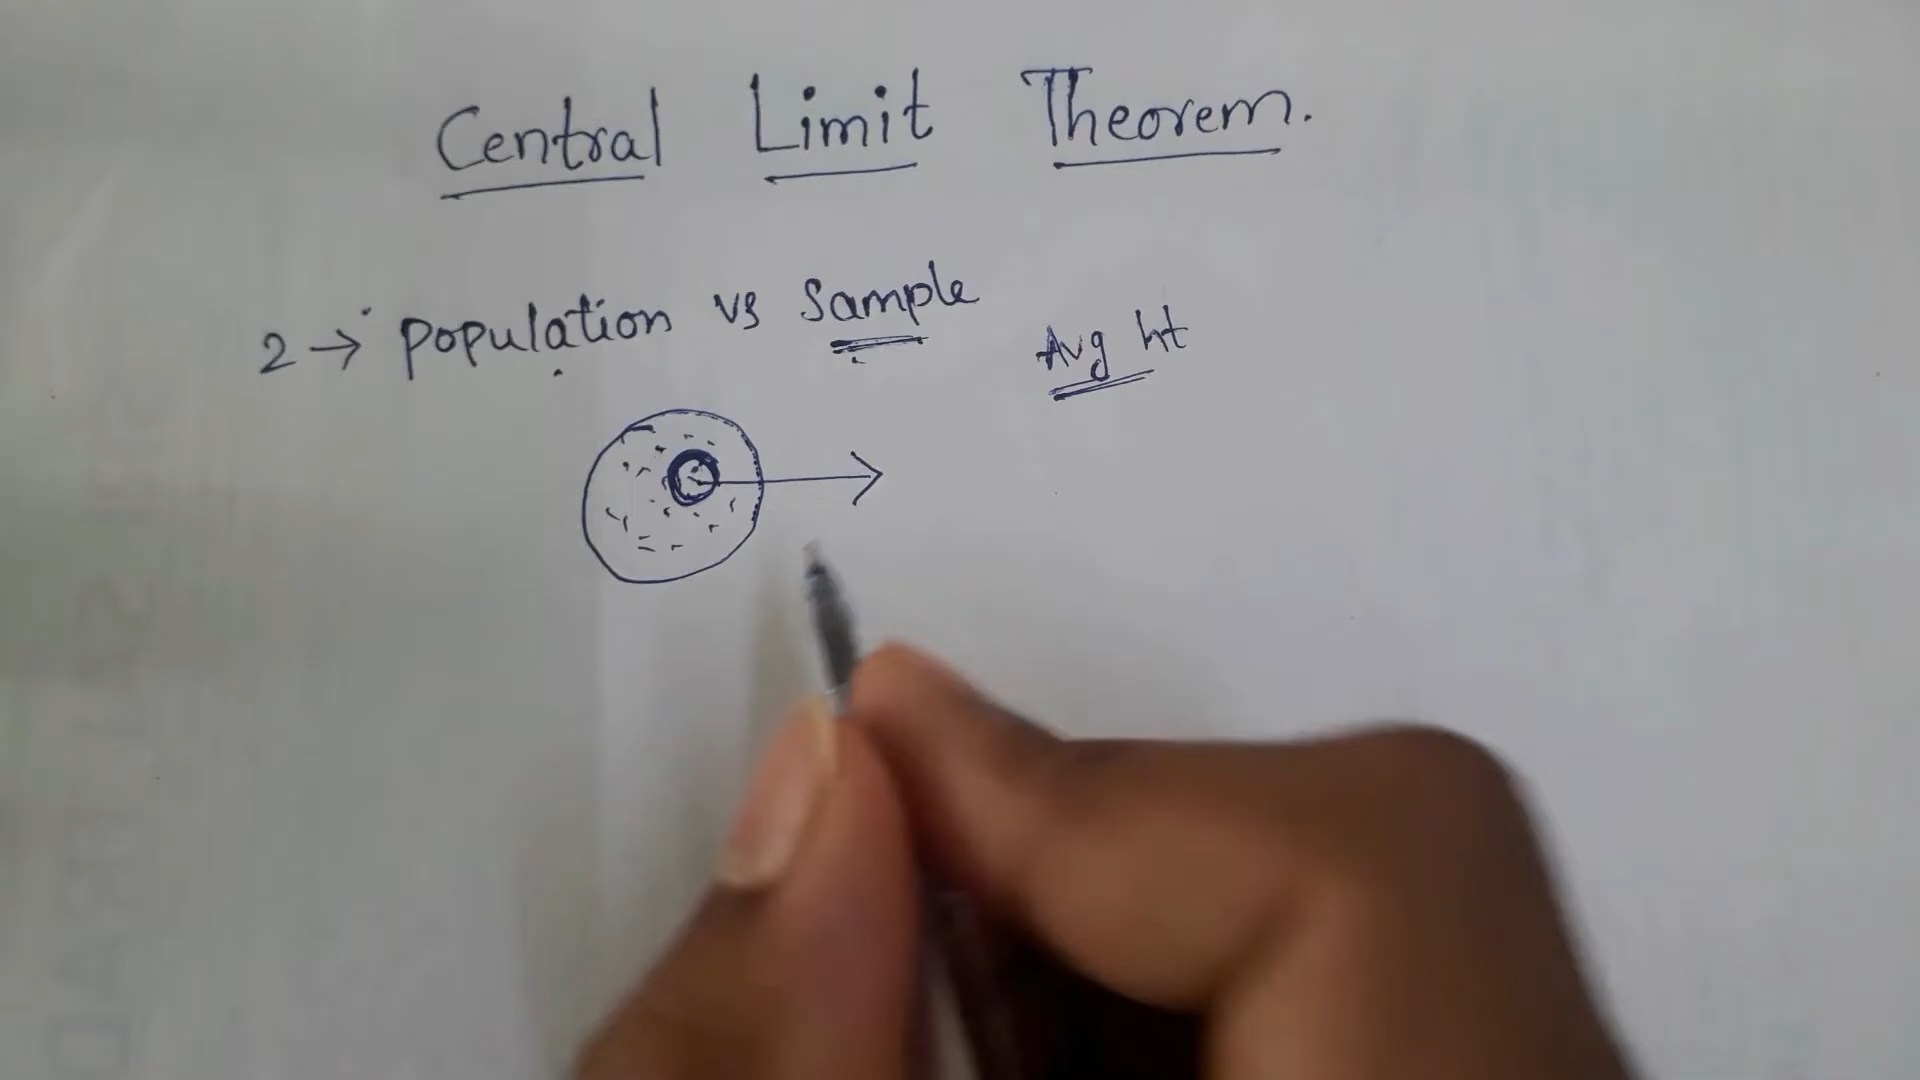 Central Limit Theorem.
2 → population vs Sample
Avg ht